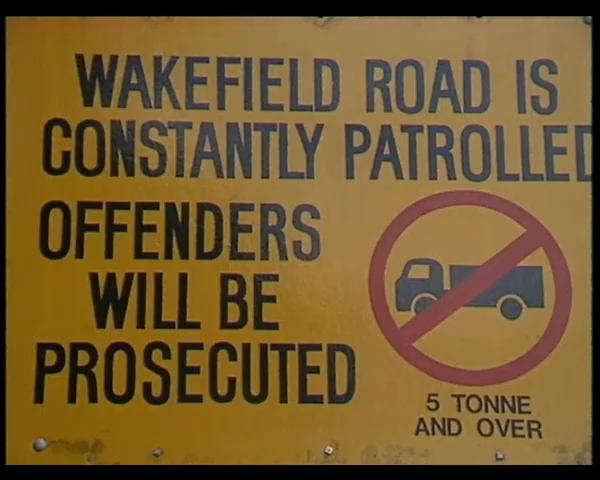 WAKEFIELD ROAD IS
CONSTANTLY PATROLLED
OFFENDERS
WILL BE
PROSECUTED
5 TONNE
AND OVER